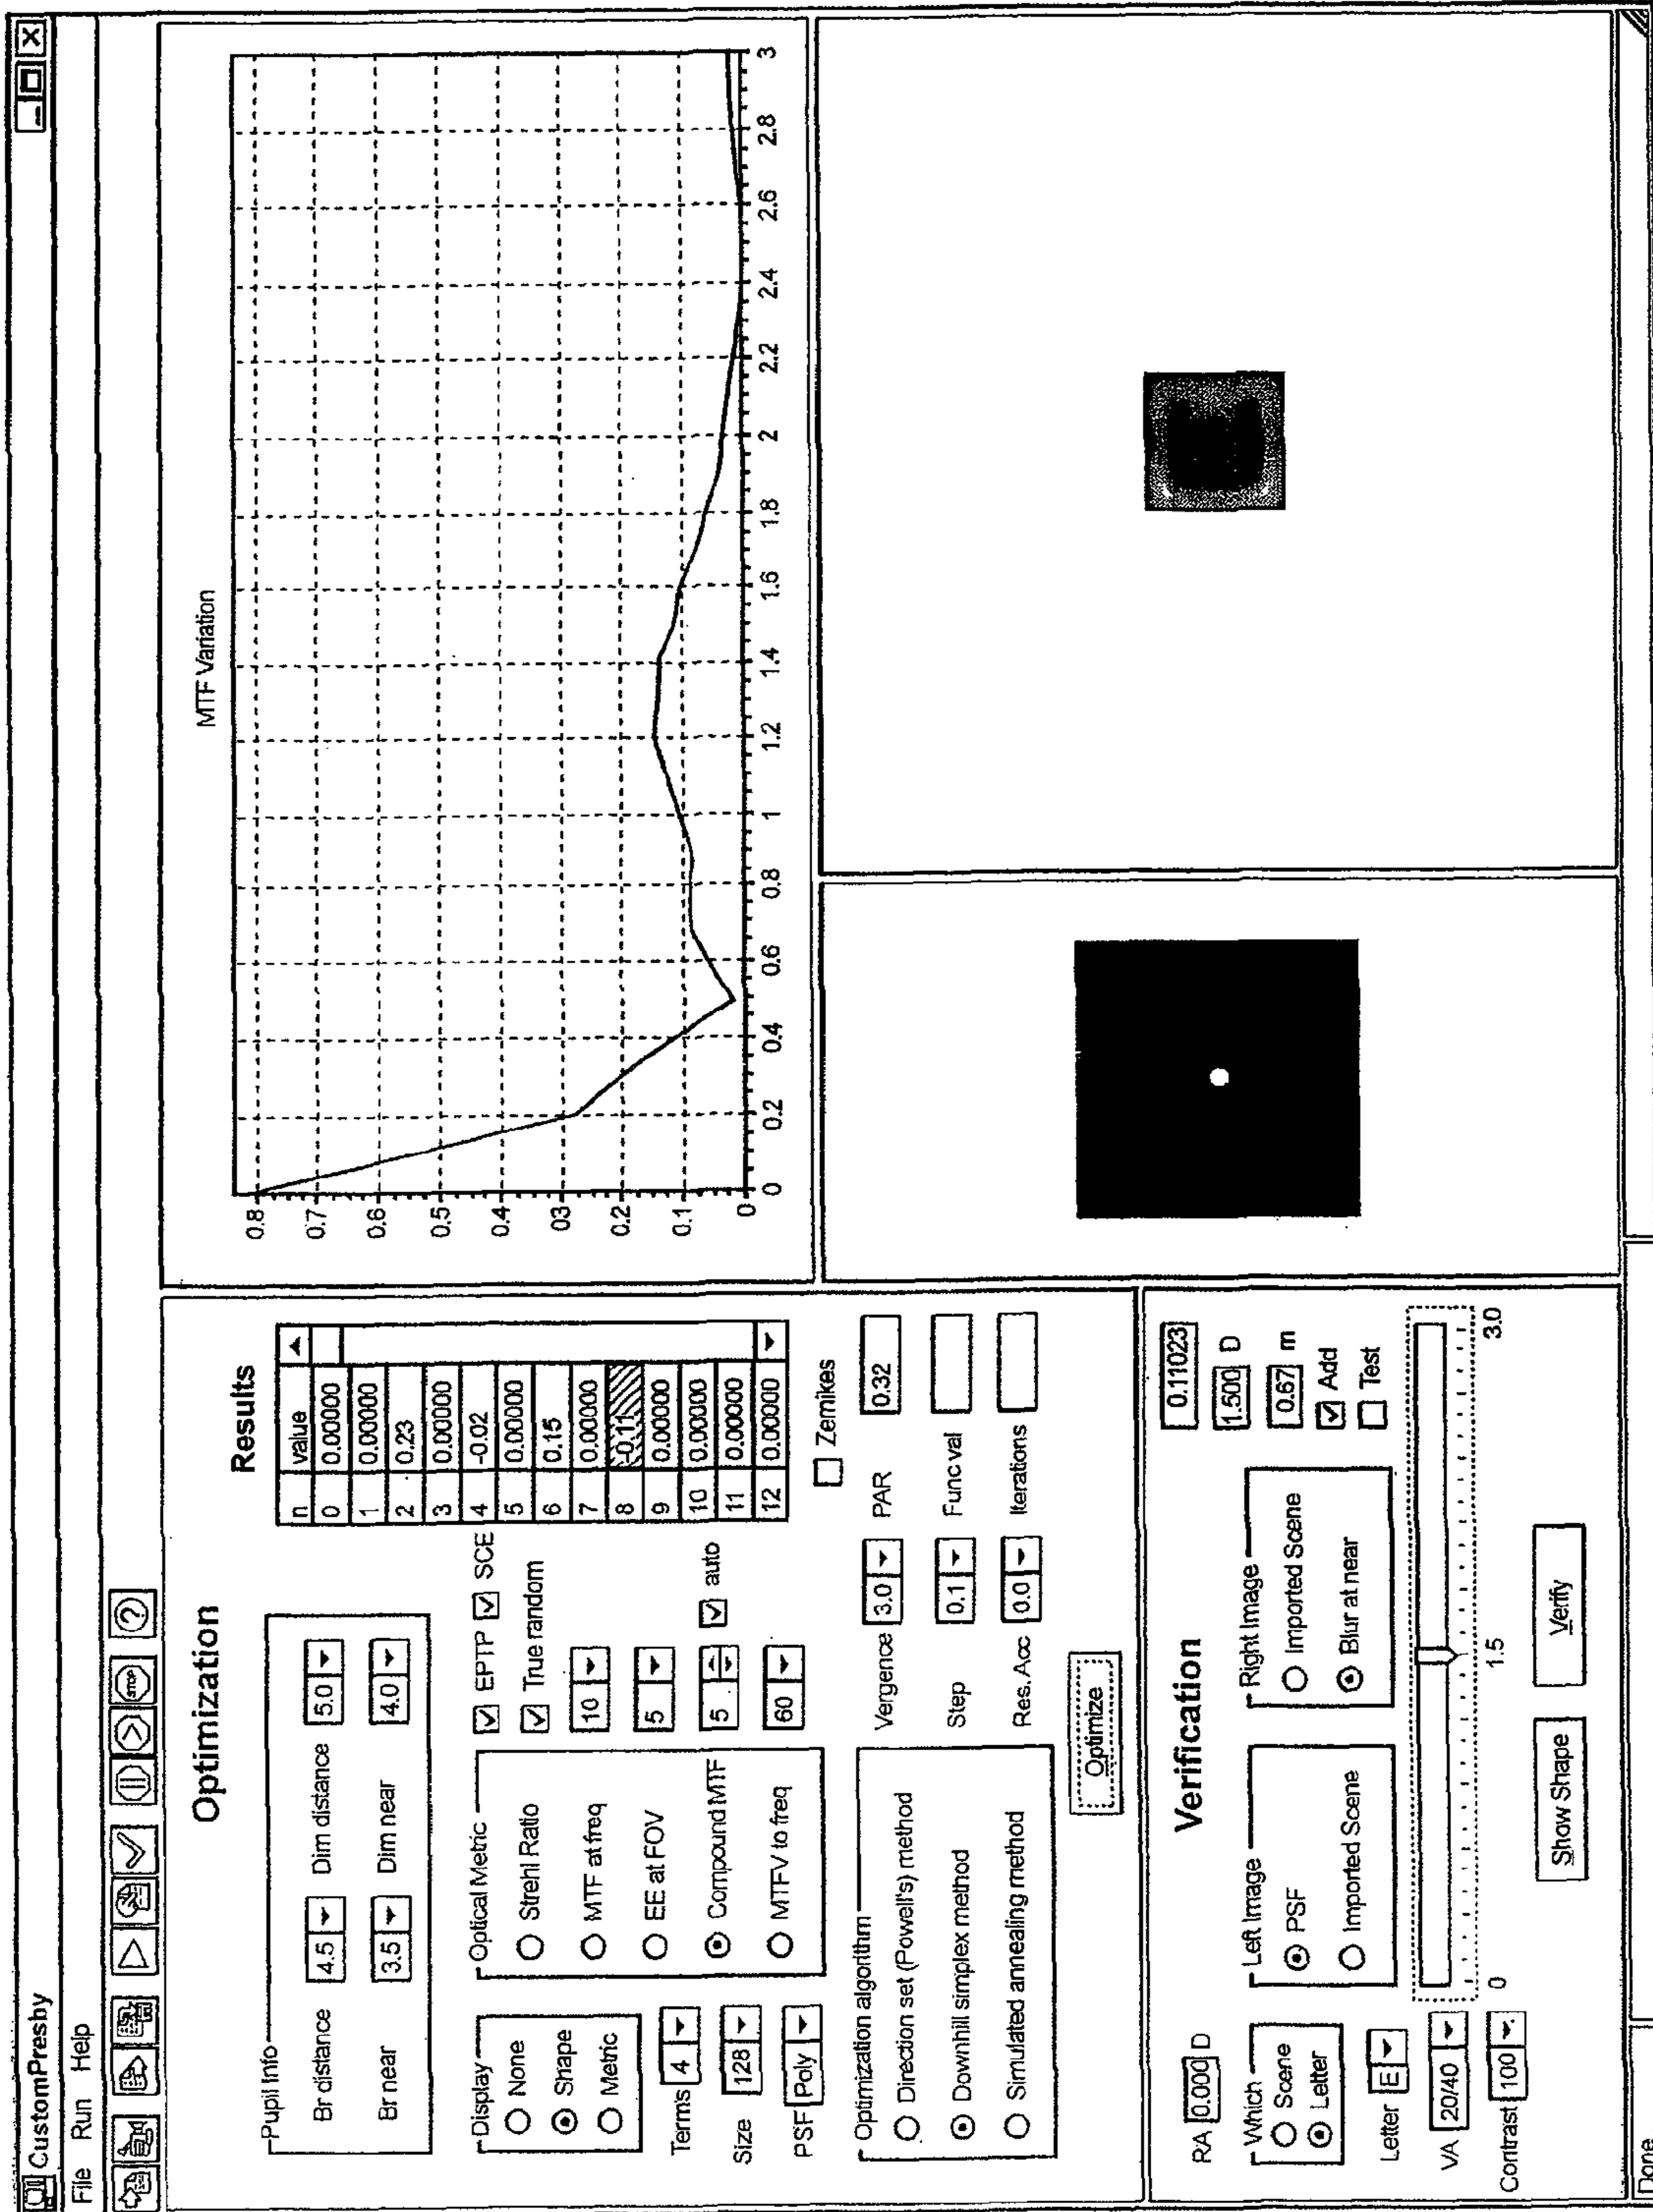 CustomPresby
File Run Help
STOP ?
Optimization
Pupil Info
Br distance 4.5 Dim distance 5.0
Br near 3.5 Dim near 4.0
Display
None
Shape
Metric
Terms 4
Size 128
PSF Poly
Optical Metric
Strehl Ratio
MTF at freq
EE at FOV
Compound MTF
MTFV to freq
EPTP SCE
True random
10
5
5 auto
60
Optimization algorithm
Direction set (Powell's) method
Downhill simplex method
Simulated annealing method
Vergence 3.0 PAR 0.32
Step 0.1 Func val
Res. Acc 0.0 Iterations
Optimize
Results
n value
0 0.00000
1 0.00000
2 0.23
3 0.00000
4 -0.02
5 0.00000
6 0.15
7 0.00000
8 -0.11
9 0.00000
10 0.00000
11 0.00000
12 0.00000
Zernikes
MTF Variation
0.8
0.7
0.6
0.5
0.4
03
0.2
0.1
0
0 0.2 0.4 0.6 0.8 1 1.2 1.4 1.6 1.8 2 2.2 2.4 2.6 2.8 3
Verification
RA 0.000 D
Which
Scene
Letter
Letter E
VA 20/40
Contrast 100
Left Image
PSF
Imported Scene
Right Image
Imported Scene
Blur at near
0.11023
1.500 D
0.67 m
Add
Test
0 1.5 3.0
Show Shape Verify
Done